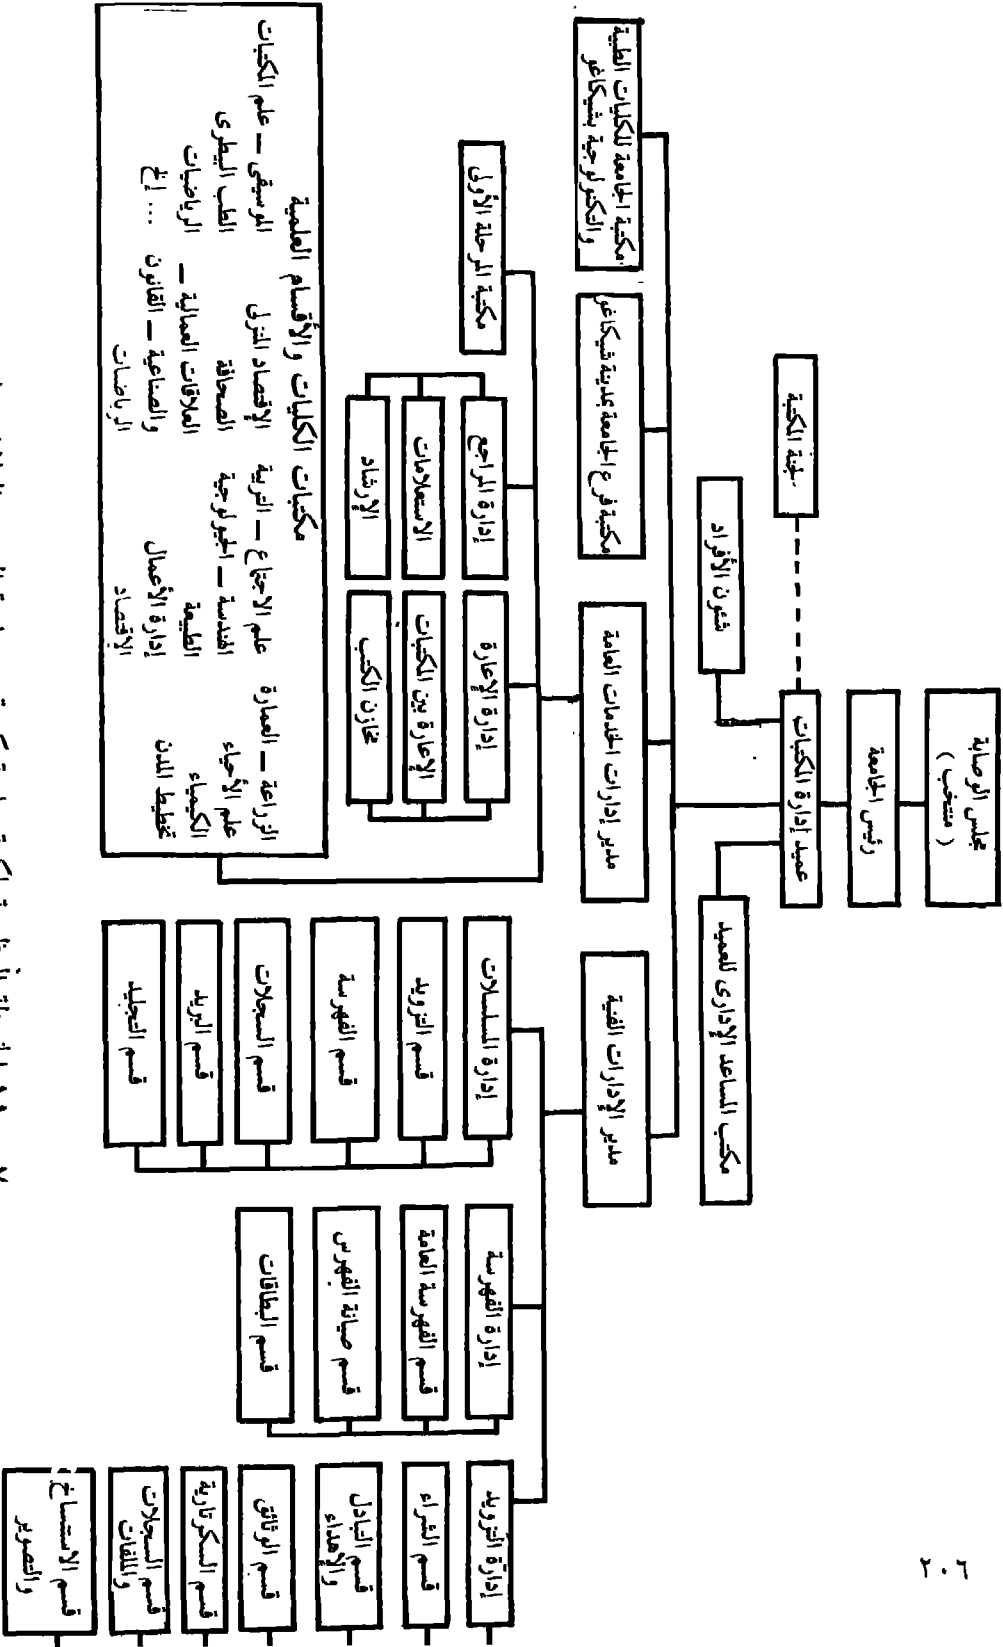 ٢٠٦
مجلس الوصاية
( منتخب )
رئيس الجامعة
عميد إدارة المكتبات
لجنة المكتبة
مكتب المساعد الإدارى للعميد
شئون الأفراد
مدير الإدارات الفنية
مدير إدارات الخدمات العامة
مكتبة فرع الجامعة بمدينة شيكاغو
مكتبة الجامعة للكليات الطبية
والتكنولوجية بشيكاغو
إدارة التزويد
قسم الشراء
قسم التبادل
والإهداء
قسم الوثائق
قسم السكرتارية
قسم السجلات
والملفات
قسم الاستنساخ
والتصوير
إدارة الفهرسة
قسم الفهرسة العامة
قسم صيانة الفهرس
قسم البطاقات
إدارة المسلسلات
قسم التزويد
قسم الفهرسة
قسم السجلات
قسم البريد
قسم التجليد
إدارة الإعارة
الإعارة بين المكتبات
مخازن الكتب
إدارة المراجع
الاستعلامات
الإرشاد
مكتبة المرحلة الأولى
مكتبات الكليات والأقسام العلمية
الزراعة – العمارة علم الاجتماع – التربية الإقتصاد المنزلى الموسيقى – علم المكتبات
علم الأحياء الهندسة – الجيولوجية الصحافة الطب البيطرى
الكيمياء الطبيعة العلاقات العمالية – الرياضيات
تخطيط المدن إدارة الأعمال والصناعية – القانون ... إلخ
الإقتصاد الرياضات